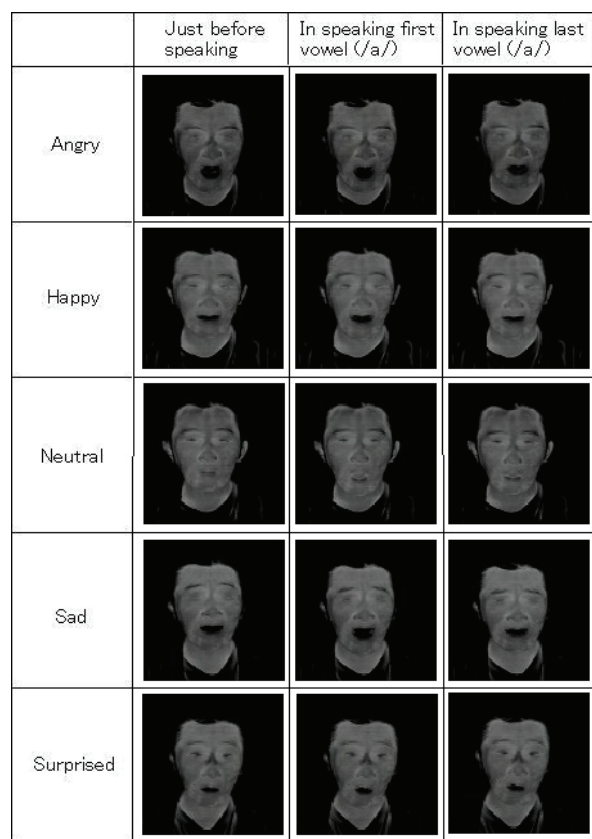 Just before
speaking
In speaking first
vowel (/a/)
In speaking last
vowel (/a/)
Angry
Happy
Neutral
Sad
Surprised